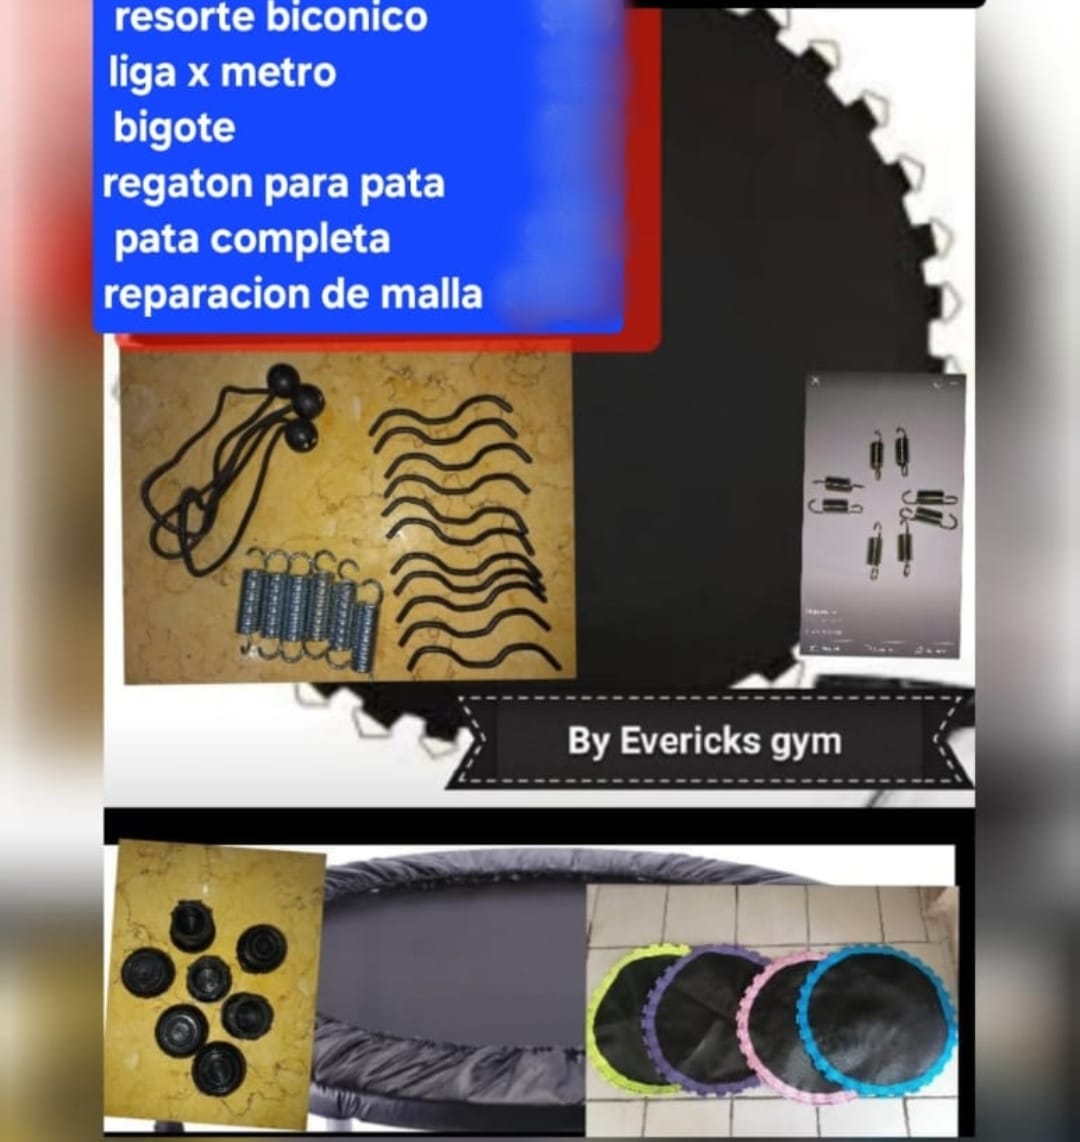 resorte biconico
liga x metro
bigote
regaton para pata
pata completa
reparacion de malla
By Evericks gym